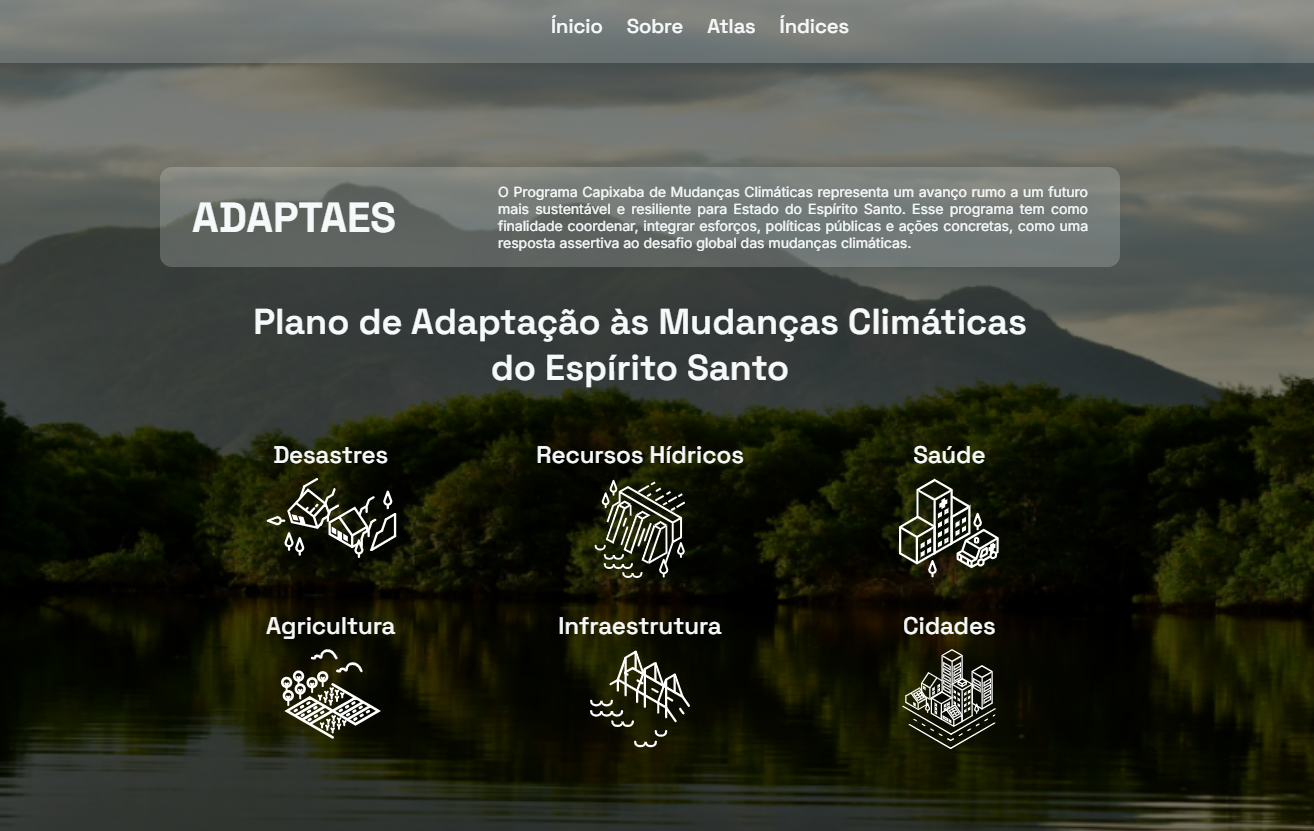 Ínicio Sobre Atlas Índices
ADAPTAES
O Programa Capixaba de Mudanças Climáticas representa um avanço rumo a um futuro
mais sustentável e resiliente para Estado do Espírito Santo. Esse programa tem como
finalidade coordenar, integrar esforços, políticas públicas e ações concretas, como uma
resposta assertiva ao desafio global das mudanças climáticas.
Plano de Adaptação às Mudanças Climáticas
do Espírito Santo
Desastres
Recursos Hídricos
Saúde
Agricultura
Infraestrutura
Cidades